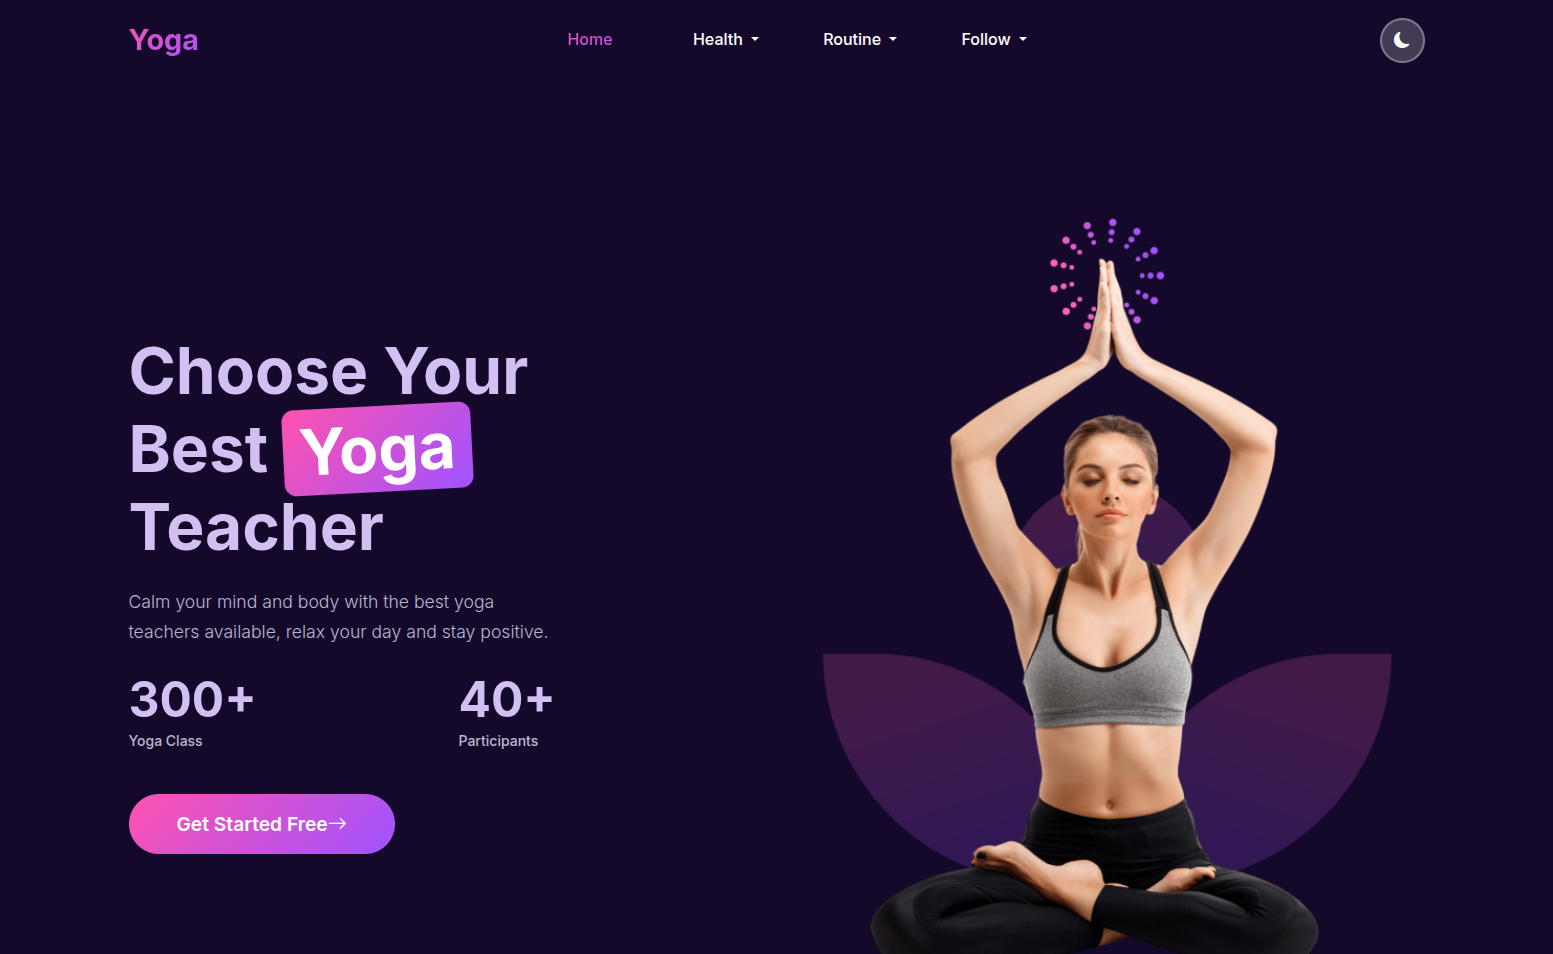 Yoga
Home
Health
Routine
Follow
Choose Your
Best Yoga
Teacher
Calm your mind and body with the best yoga
teachers available, relax your day and stay positive.
300+
40+
Yoga Class
Participants
Get Started Free→